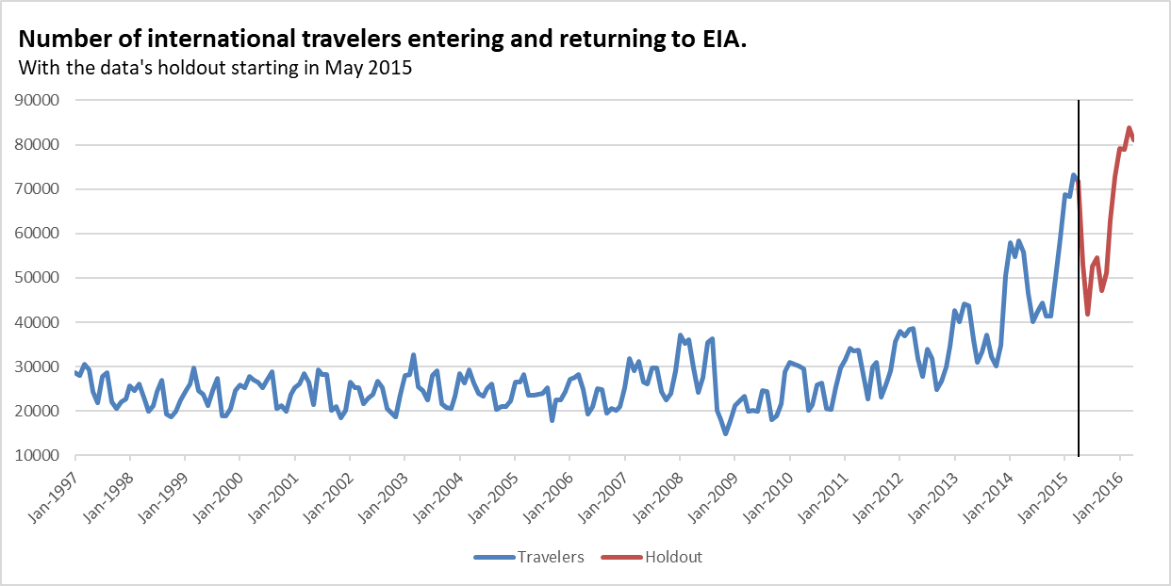 Number of international travelers entering and returning to EIA.
With the data's holdout starting in May 2015
90000
80000
70000
60000
50000
40000
30000
20000
10000
Jan-1997 Jan-1998 Jan-1999 Jan-2000 Jan-2001 Jan-2002 Jan-2003 Jan-2004 Jan-2005 Jan-2006 Jan-2007 Jan-2008 Jan-2009 Jan-2010 Jan-2011 Jan-2012 Jan-2013 Jan-2014 Jan-2015 Jan-2016
Travelers Holdout